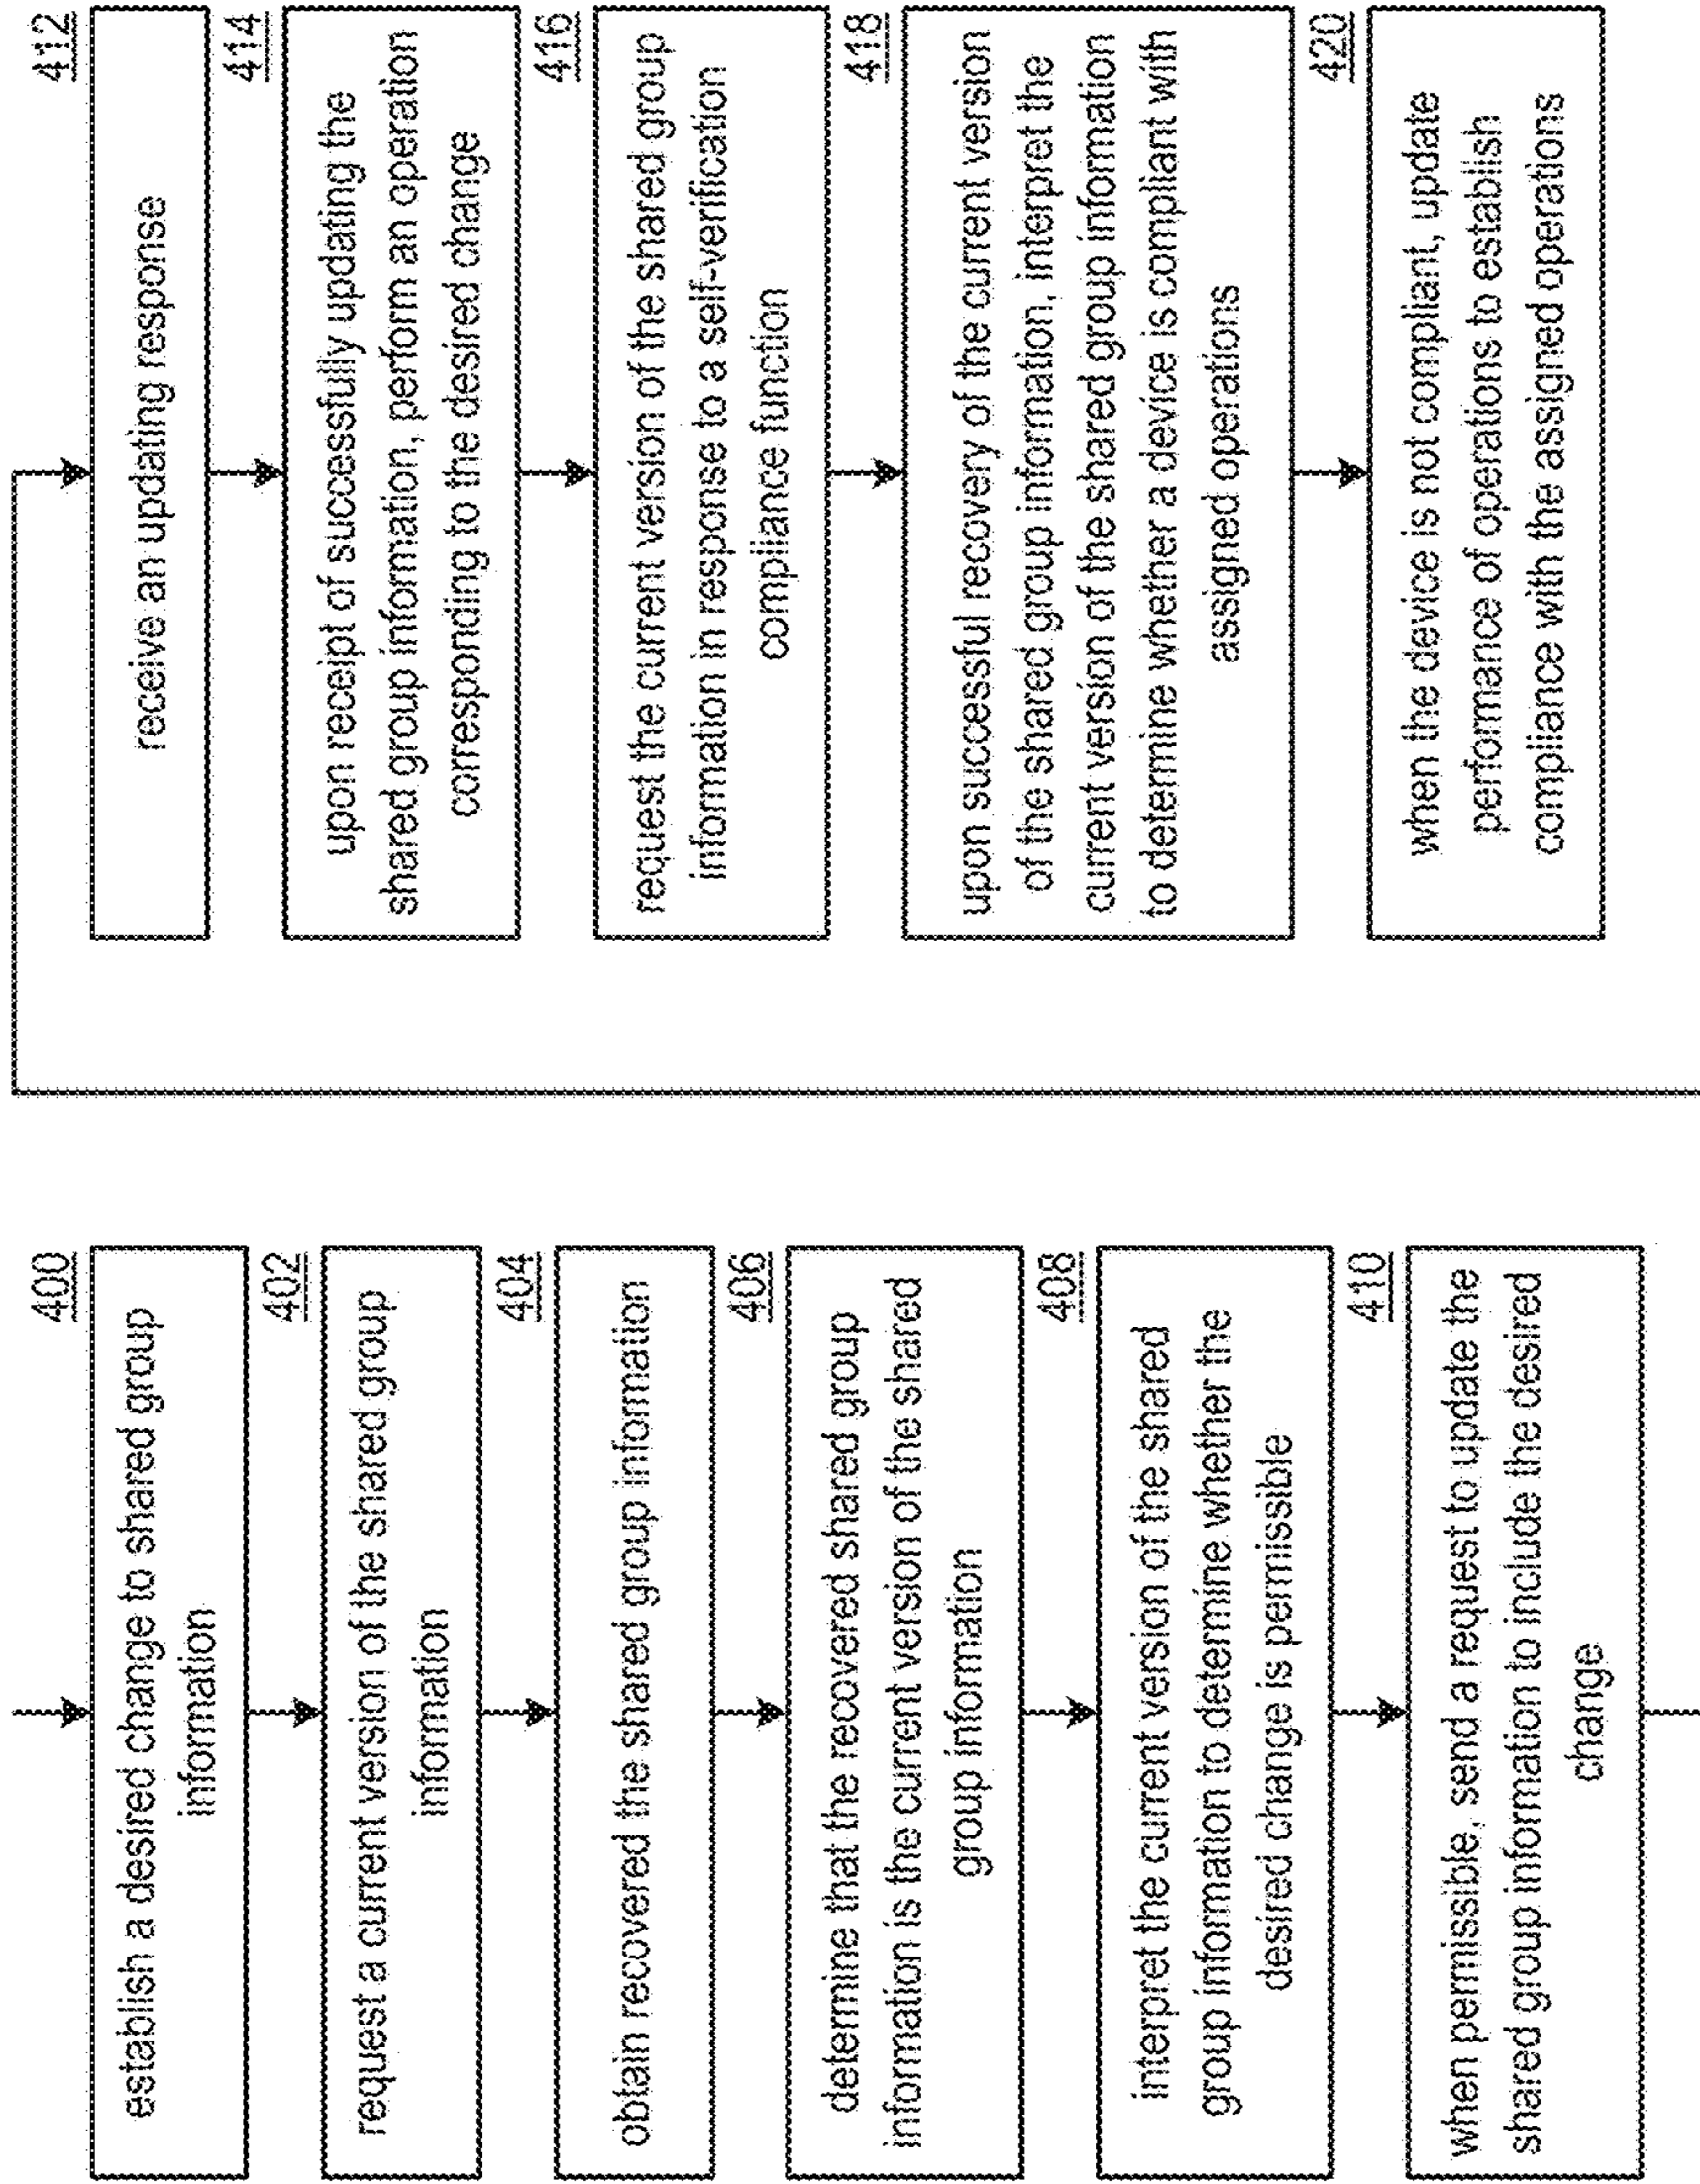 400
establish a desired change to shared group
information
402
request a current version of the shared group
information
404
obtain recovered the shared group information
406
determine that the recovered shared group
information is the current version of the shared
group information
408
interpret the current version of the shared
group information to determine whether the
desired change is permissible
410
when permissible, send a request to update the
shared group information to include the desired
change
412
receive an updating response
414
upon receipt of successfully updating the
shared group information, perform an operation
corresponding to the desired change
416
request the current version of the shared group
information in response to a self-verification
compliance function
418
upon successful recovery of the current version
of the shared group information, interpret the
current version of the shared group information
to determine whether a device is compliant with
assigned operations
420
when the device is not compliant, update
performance of operations to establish
compliance with the assigned operations